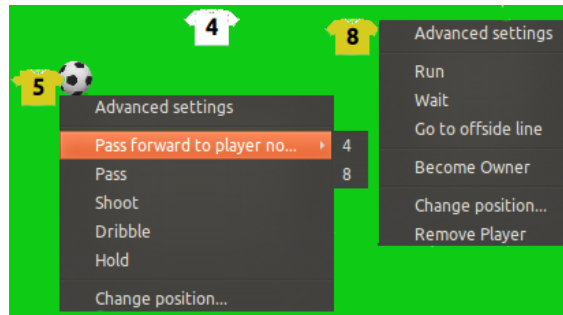 4
8
5
Advanced settings
Pass forward to player no...
4
Pass
8
Shoot
Dribble
Hold
Change position...
Advanced settings
Run
Wait
Go to offside line
Become Owner
Change position...
Remove Player